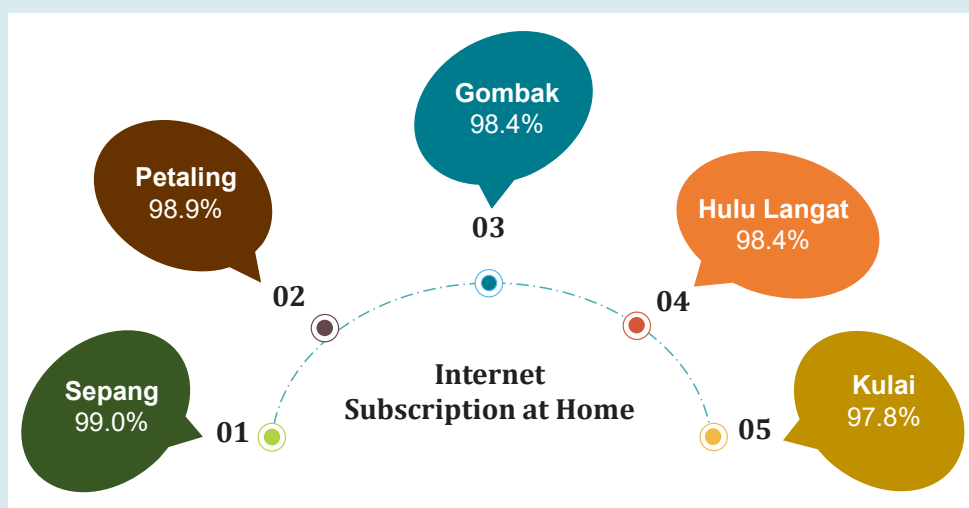 Gombak
98.4%
03
Petaling
98.9%
02
Hulu Langat
98.4%
04
Sepang
99.0%
01
Internet
Subscription at Home
Kulai
97.8%
05